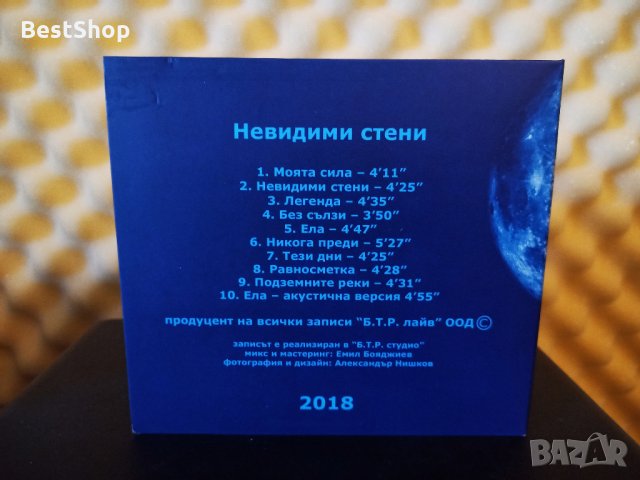 BestShop
Невидими стени
1. Моята сила – 4’11”
2. Невидими стени – 4’25”
3. Легенда – 4’35”
4. Без сълзи – 3’50”
5. Ела – 4’47”
6. Никога преди – 5’27”
7. Тези дни – 4’25”
8. Равносметка – 4’28”
9. Подземните реки – 4’31”
10. Ела – акустична версия 4’55”
продуцент на всички записи “Б.Т.Р. лайв” ООД©
записът е реализиран в “Б.Т.Р. студио”
микс и мастеринг: Емил Бояджиев
фотография и дизайн: Александър Нишков
2018
BAZAR